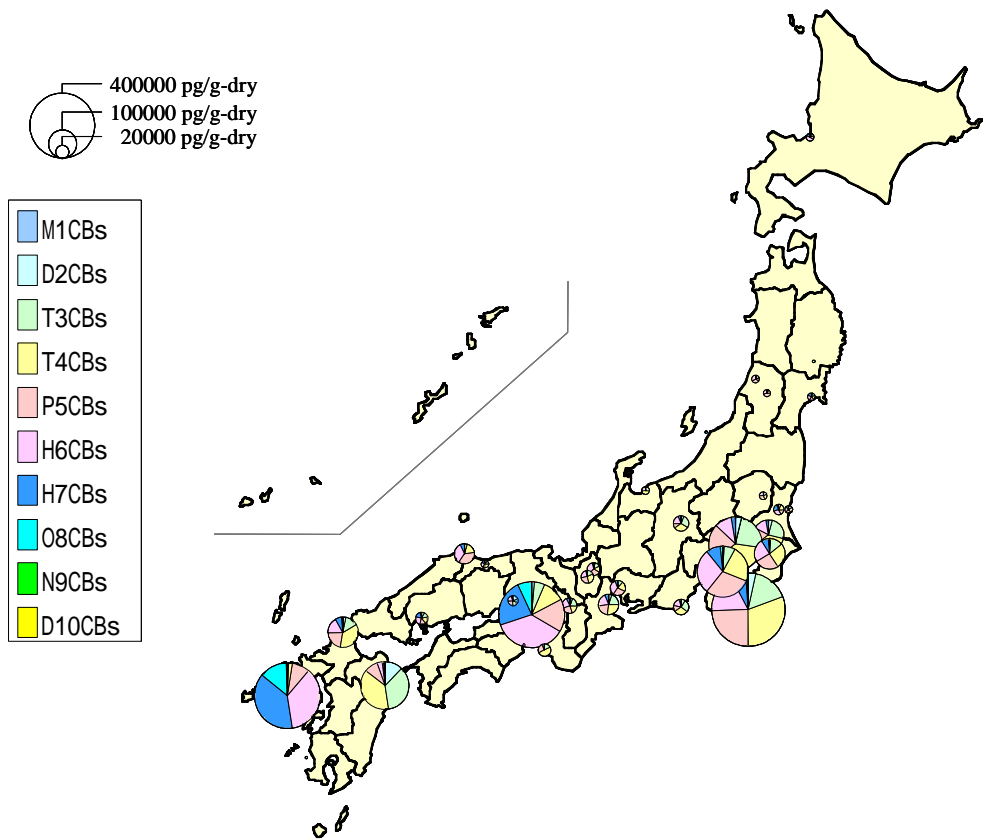 400000 pg/g-dry
100000 pg/g-dry
20000 pg/g-dry
M1CBs
D2CBs
T3CBs
T4CBs
P5CBs
H6CBs
H7CBs
O8CBs
N9CBs
D10CBs